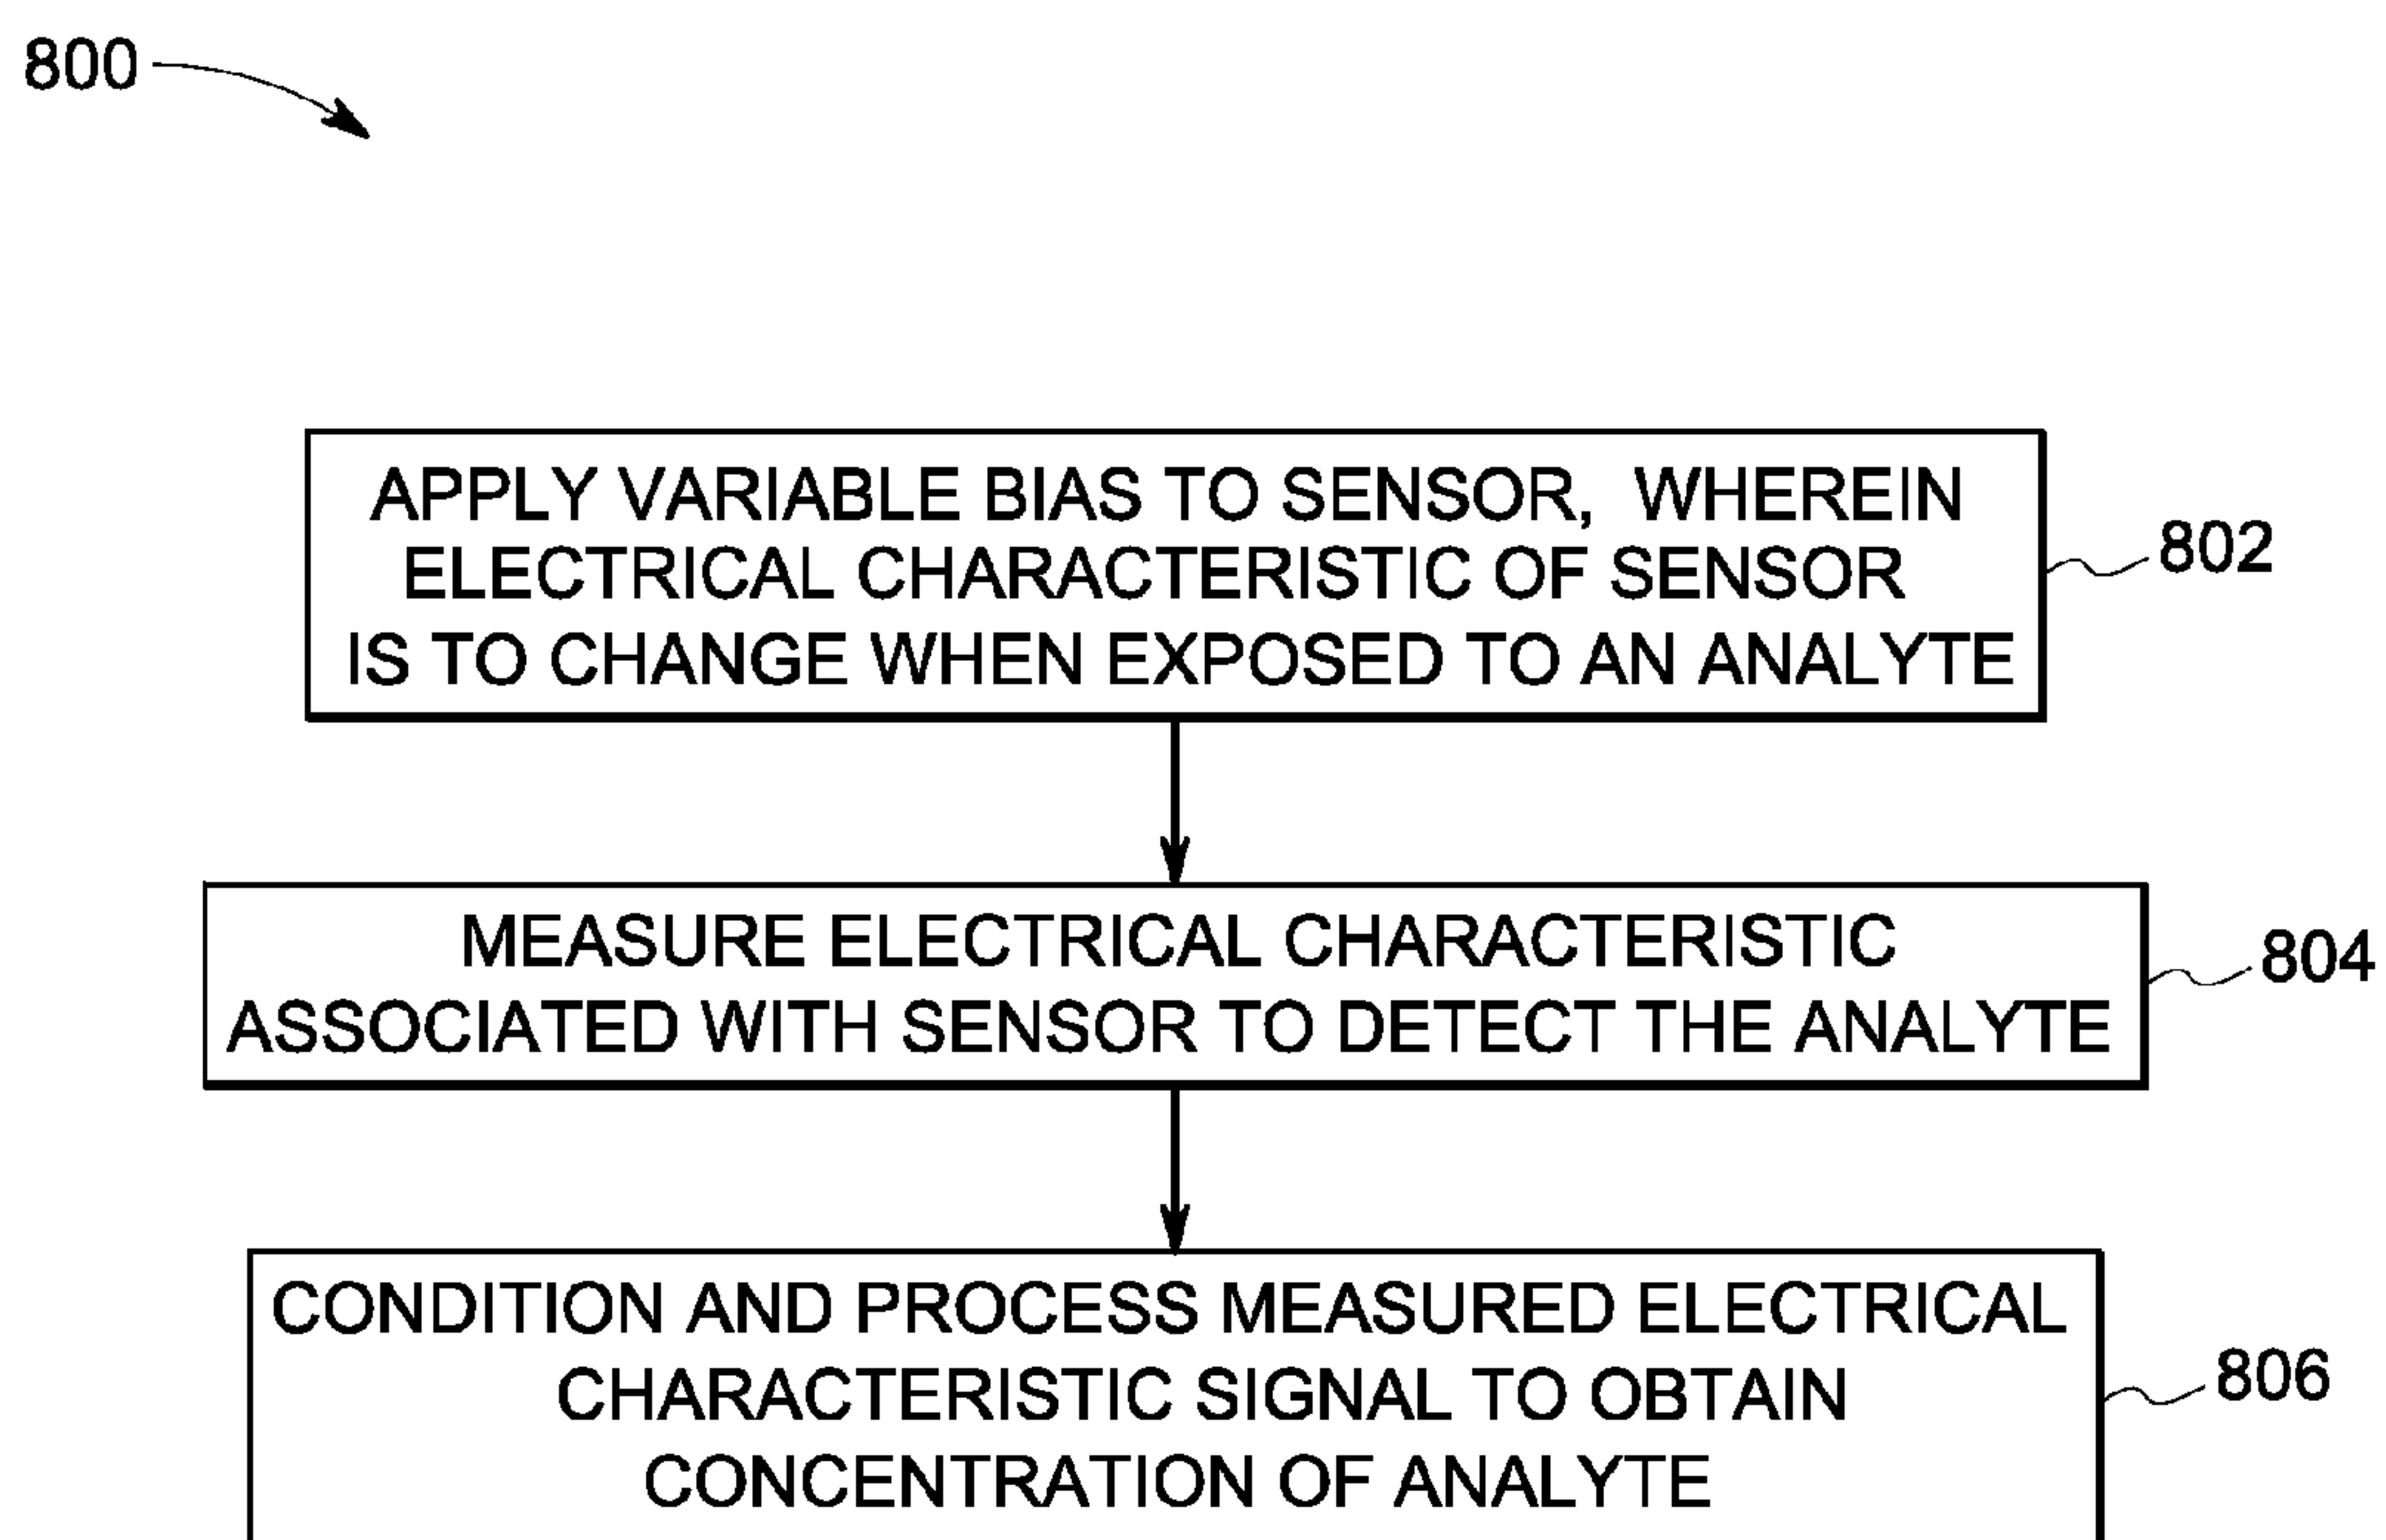 800
APPLY VARIABLE BIAS TO SENSOR, WHEREIN
ELECTRICAL CHARACTERISTIC OF SENSOR
IS TO CHANGE WHEN EXPOSED TO AN ANALYTE
802
MEASURE ELECTRICAL CHARACTERISTIC
ASSOCIATED WITH SENSOR TO DETECT THE ANALYTE
804
CONDITION AND PROCESS MEASURED ELECTRICAL
CHARACTERISTIC SIGNAL TO OBTAIN
CONCENTRATION OF ANALYTE
806